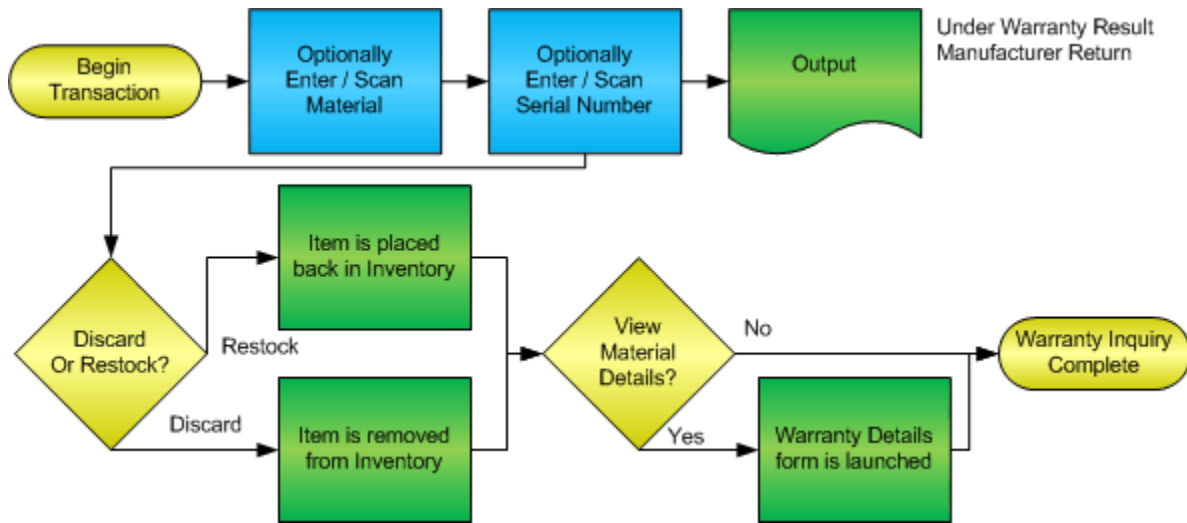 Begin
Transaction
Optionally
Enter / Scan
Material
Optionally
Enter / Scan
Serial Number
Output
Under Warranty Result
Manufacturer Return
Discard
Or Restock?
Restock
Discard
Item is placed
back in Inventory
Item is removed
from Inventory
View
Material
Details?
No
Yes
Warranty Details
form is launched
Warranty Inquiry
Complete